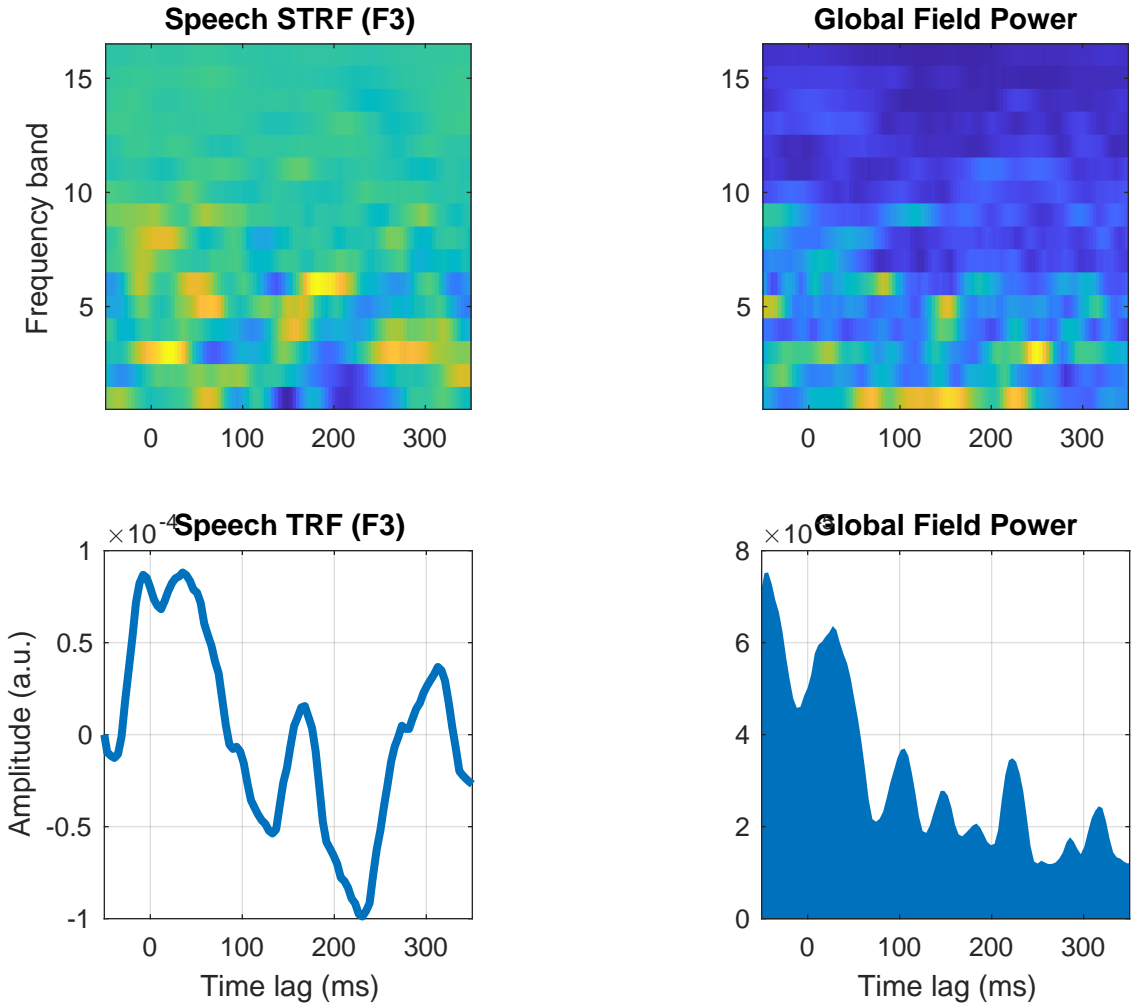 Speech STRF (F3)
Frequency band
15
10
5
0 100 200 300
Global Field Power
15
10
5
0 100 200 300
Speech TRF (F3)
×10⁻⁴
Amplitude (a.u.)
1
0.5
0
-0.5
-1
0 100 200 300
Time lag (ms)
Global Field Power
×10
8
6
4
2
0
0 100 200 300
Time lag (ms)